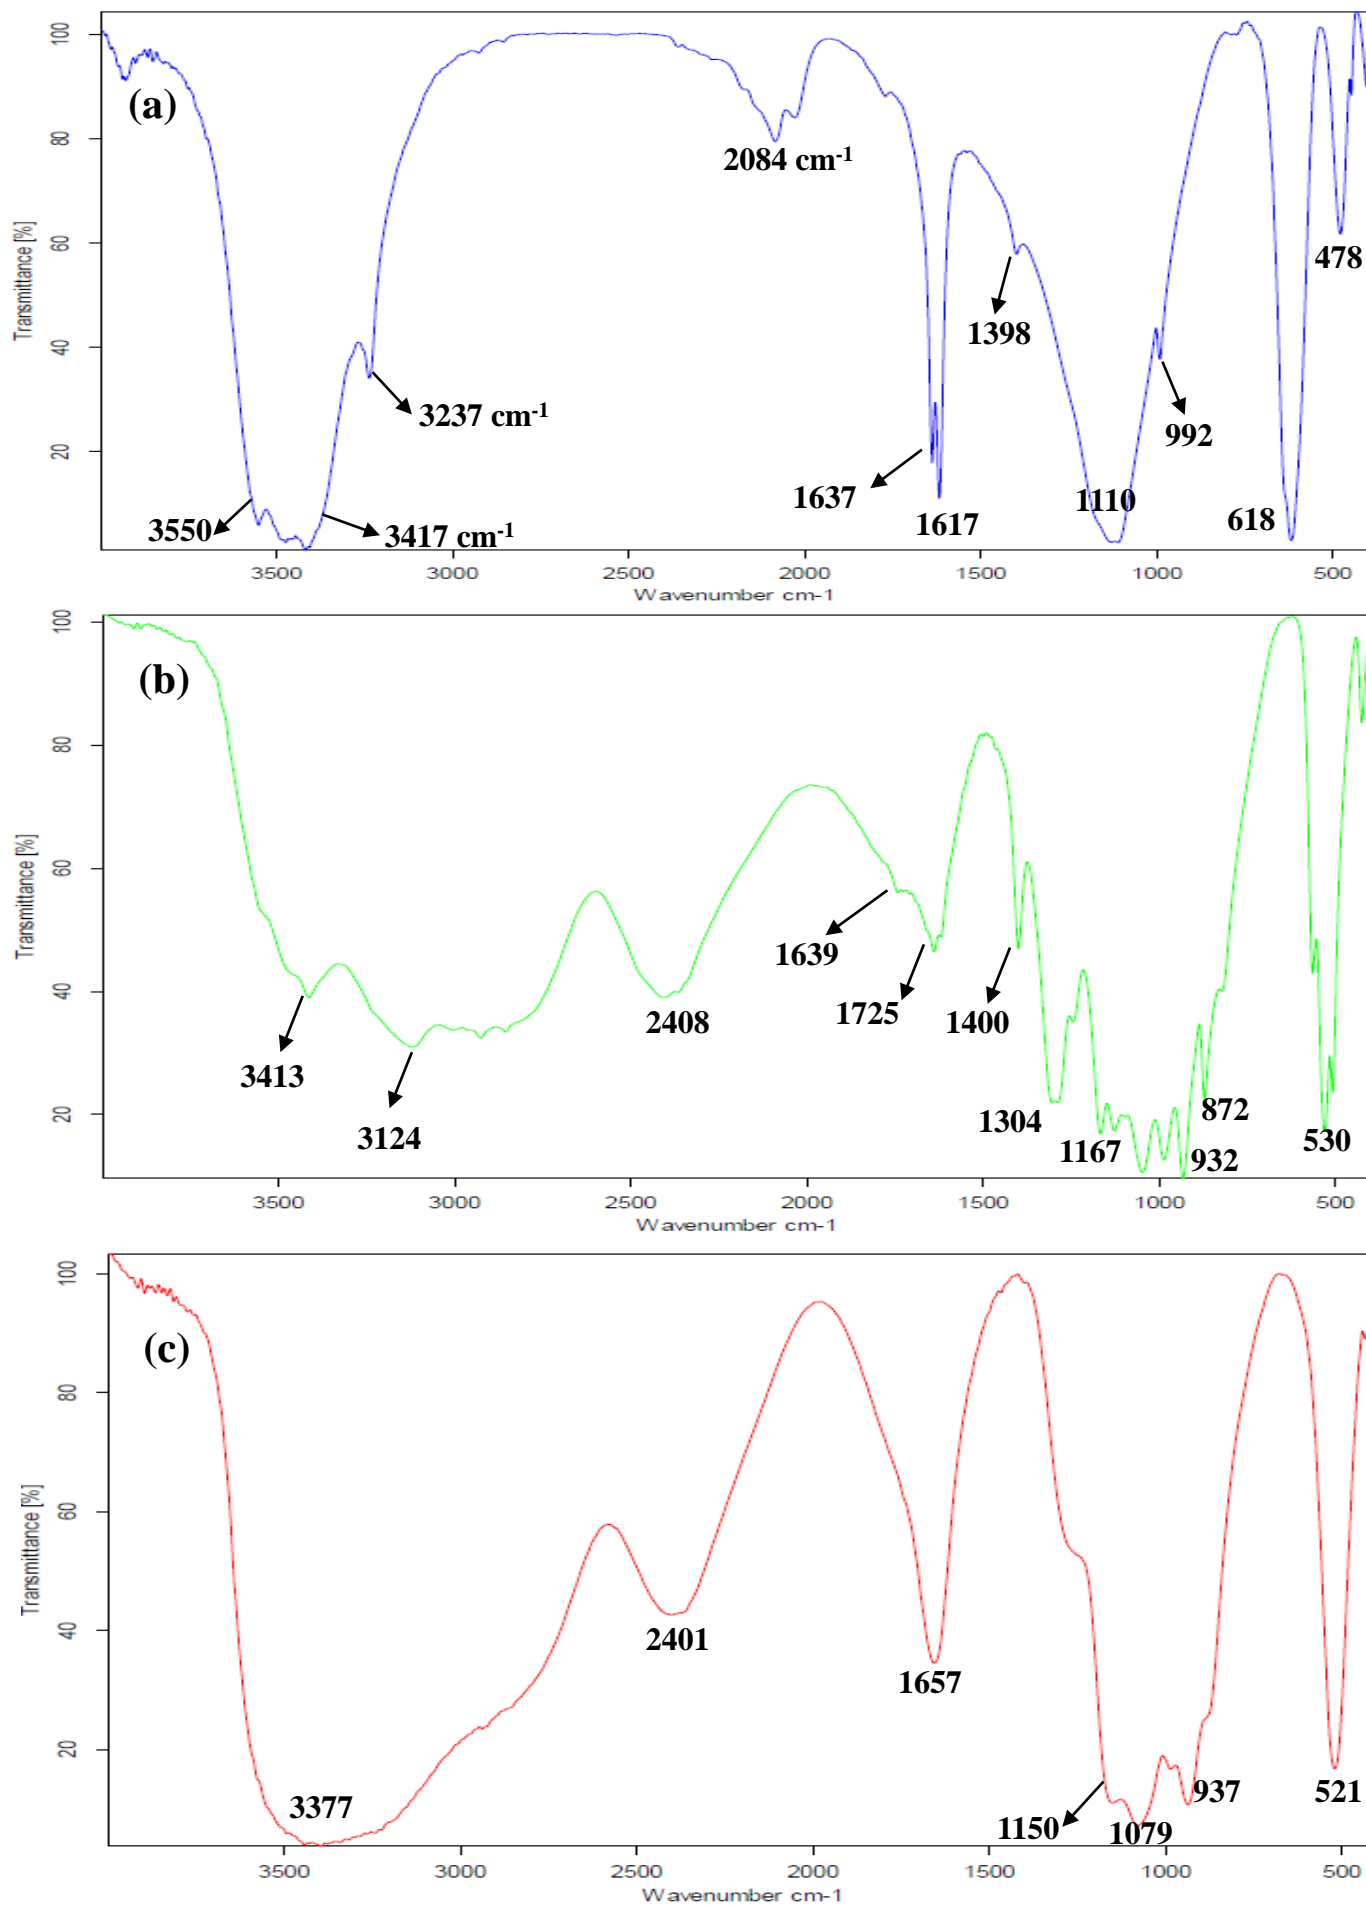 (a)
Transmittance [%]
100
80
60
40
20
2084 cm-1
478
1398
3237 cm-1
992
1637
1110
3550
3417 cm-1
1617
618
3500 3000 2500 2000 1500 1000 500
Wavenumber cm-1
(b)
Transmittance [%]
100
80
60
40
20
1639
1725
1400
2408
3413
3124
1304
1167
872
932
530
3500 3000 2500 2000 1500 1000 500
Wavenumber cm-1
(c)
Transmittance [%]
100
80
60
40
20
2401
1657
3377
1150
1079
937
521
3500 3000 2500 2000 1500 1000 500
Wavenumber cm-1